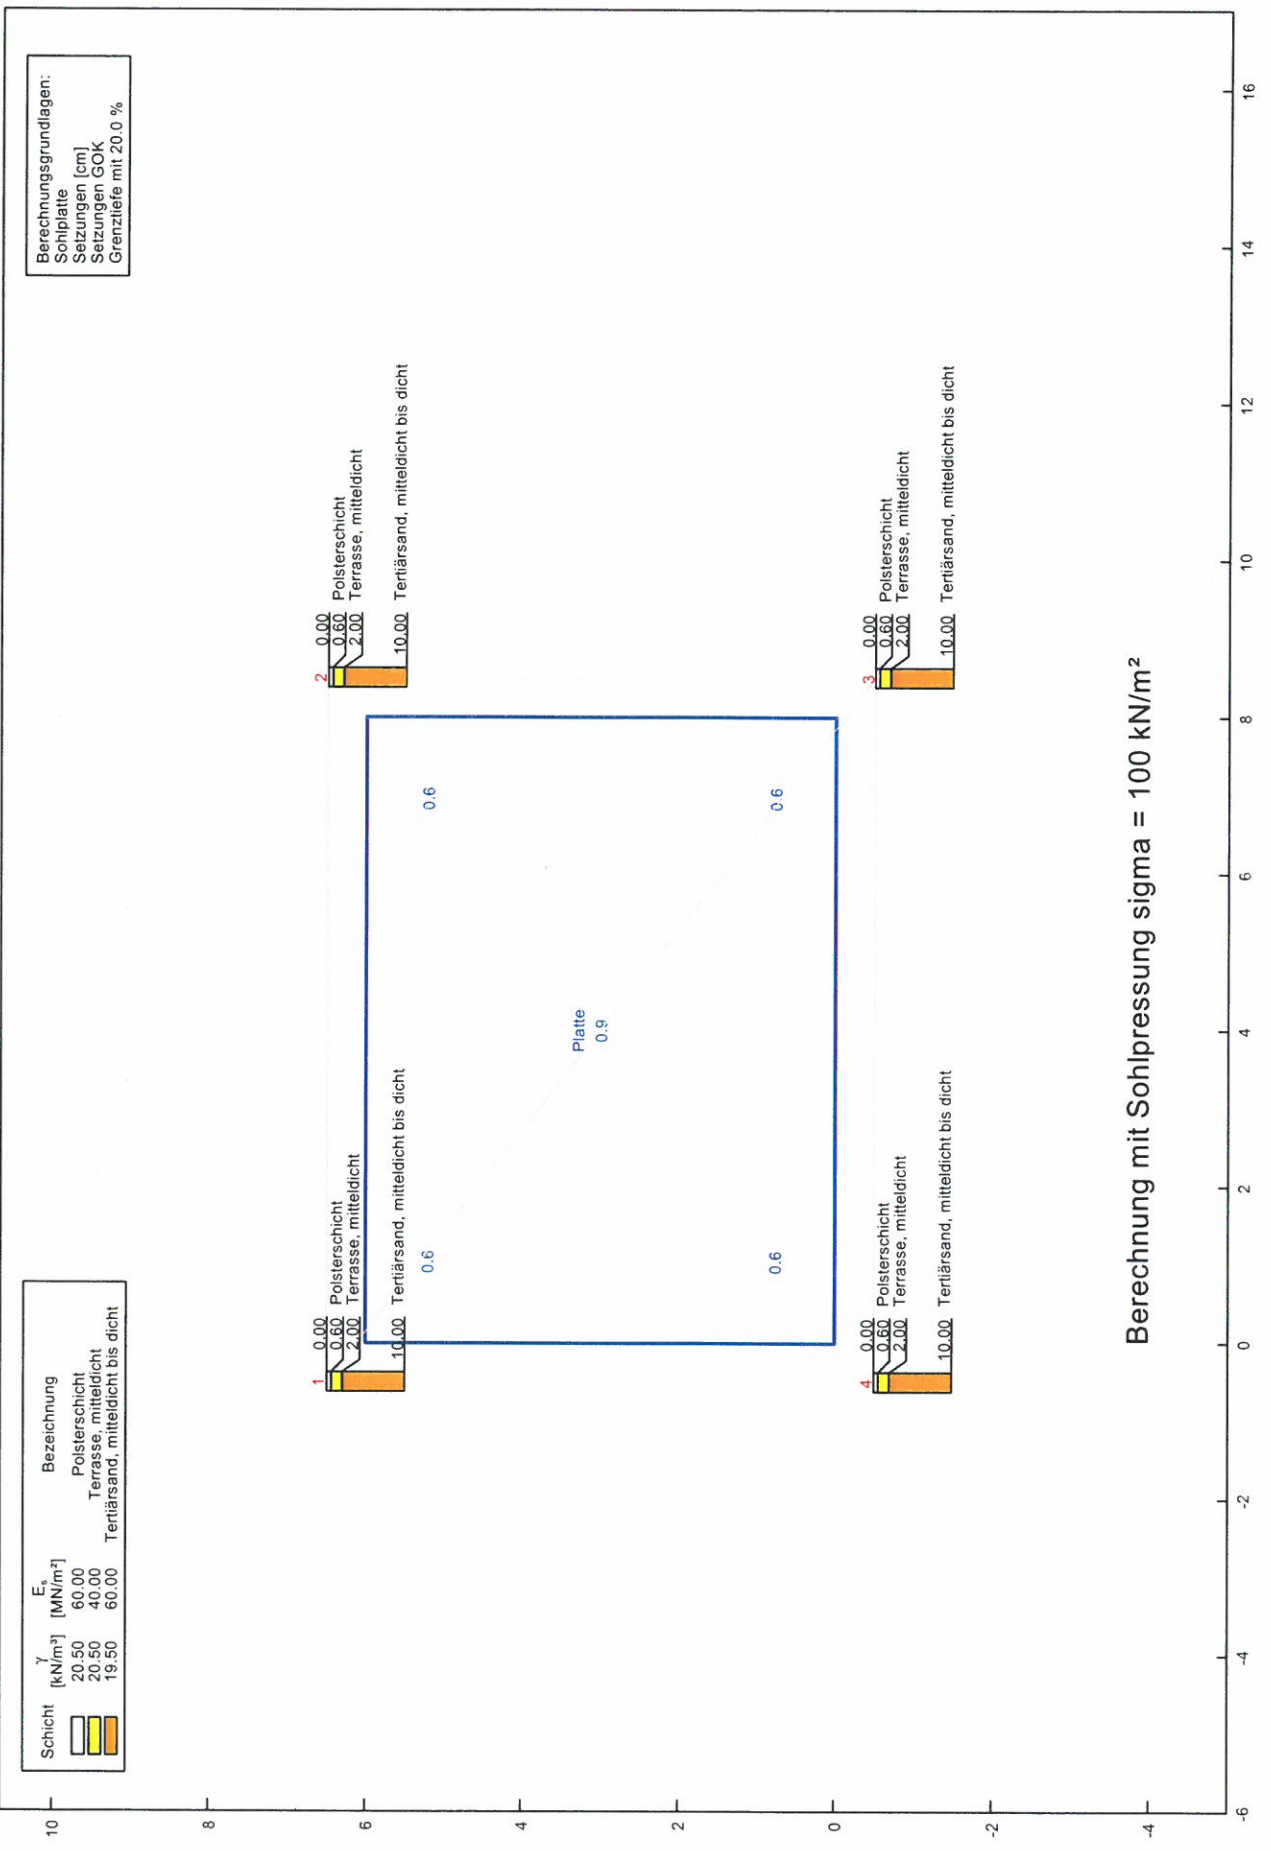 Schicht γ Eₛ Bezeichnung
[kN/m³] [MN/m²]
20.50 60.00 Polsterschicht
20.50 40.00 Terrasse, mitteldicht
19.50 60.00 Tertiärsand, mitteldicht bis dicht
Berechnungsgrundlagen:
Sohlplatte
Setzungen [cm]
Setzungen GOK
Grenztiefe mit 20.0 %
1
0.00
0.60 Polsterschicht
2.00 Terrasse, mitteldicht
10.00 Tertiärsand, mitteldicht bis dicht
2
0.00
0.60 Polsterschicht
2.00 Terrasse, mitteldicht
10.00 Tertiärsand, mitteldicht bis dicht
0.6
0.6
Platte
0.9
0.6
0.6
4
0.00
0.60 Polsterschicht
2.00 Terrasse, mitteldicht
10.00 Tertiärsand, mitteldicht bis dicht
3
0.00
0.60 Polsterschicht
2.00 Terrasse, mitteldicht
10.00 Tertiärsand, mitteldicht bis dicht
Berechnung mit Sohlpressung sigma = 100 kN/m²
10
8
6
4
2
0
-2
-4
-6
-4
-2
0
2
4
6
8
10
12
14
16